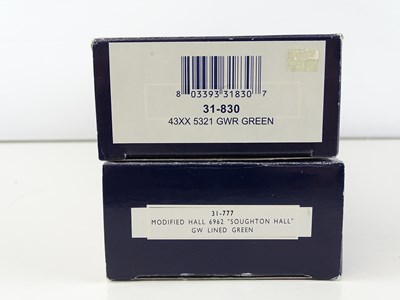 8 03393 31830 7
31-830
43XX 5321 GWR GREEN
31-777
MODIFIED HALL 6962 "SOUGHTON HALL"
GW LINED GREEN